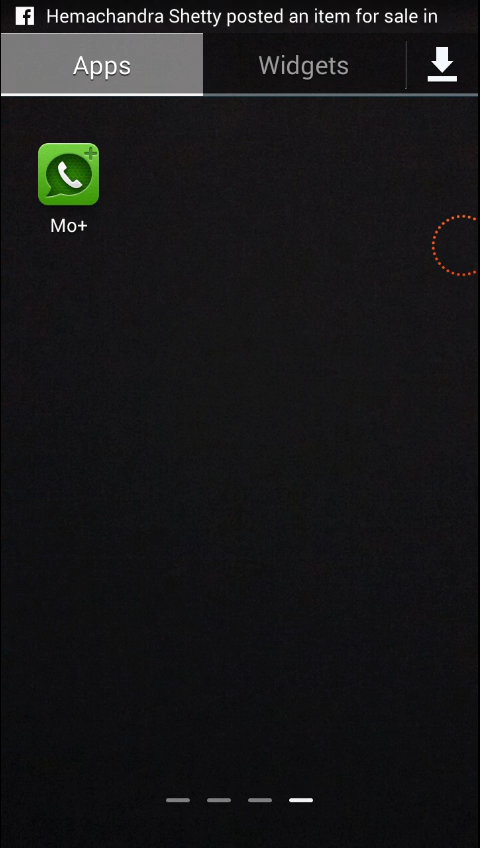 Hemachandra Shetty posted an item for sale in
Apps
Widgets
Mo+